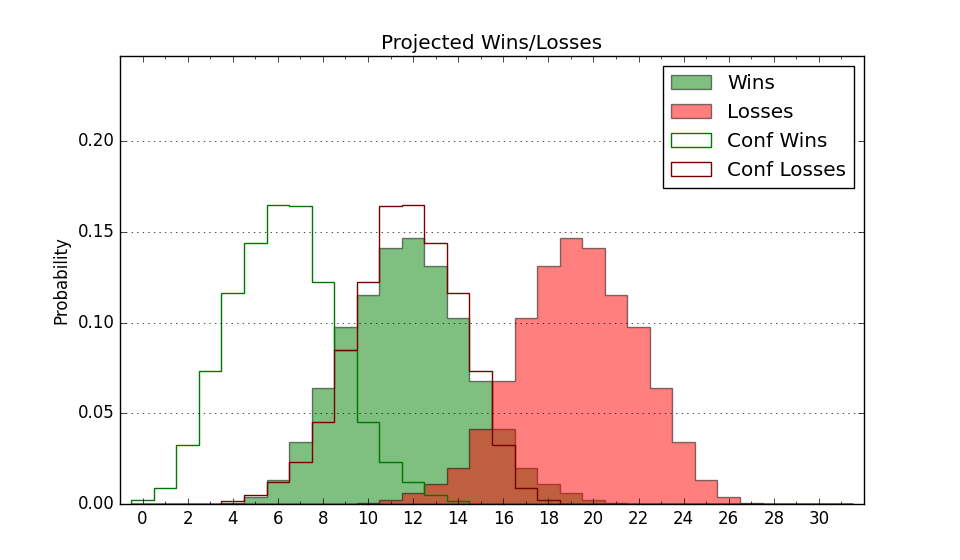 Projected Wins/Losses
Wins
Losses
Conf Wins
Conf Losses
Probability
0.20
0.15
0.10
0.05
0.00
0 2 4 6 8 10 12 14 16 18 20 22 24 26 28 30